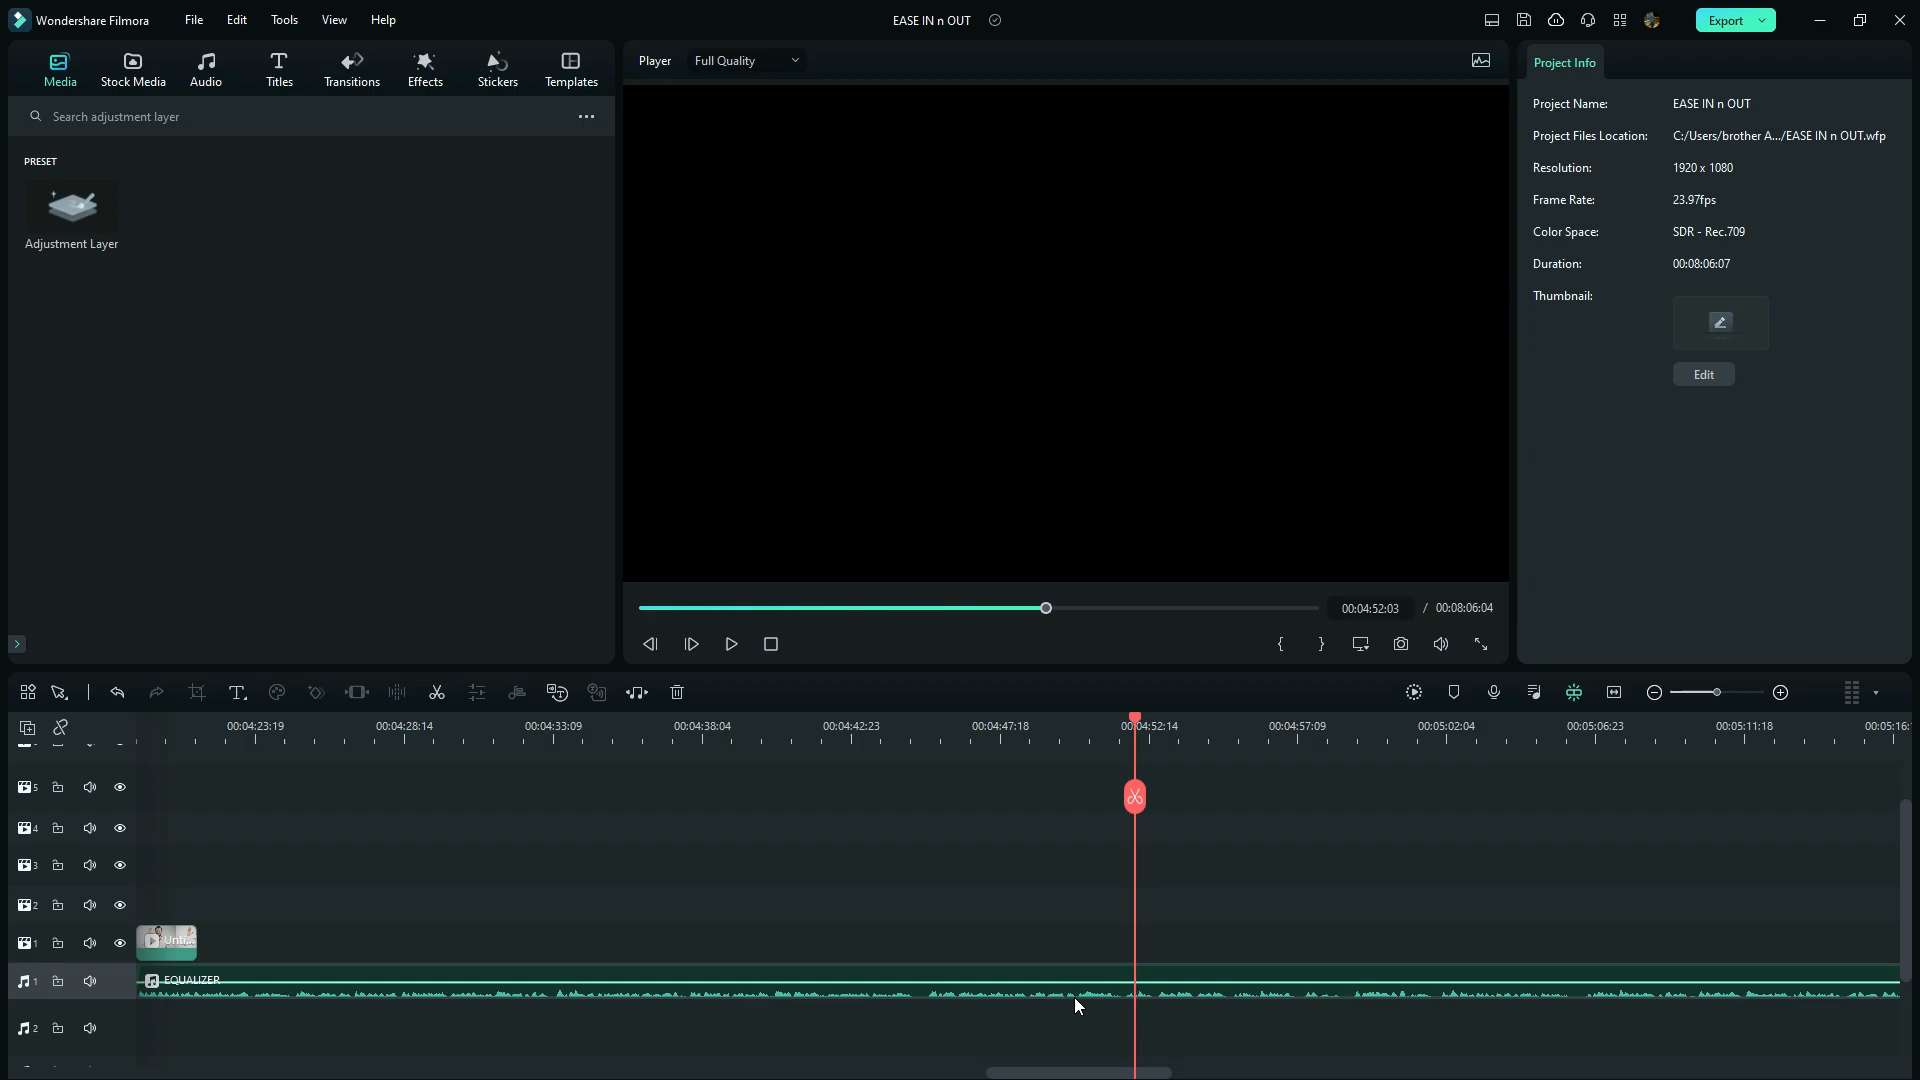 Wondershare Filmora
File
Edit
Tools
View
Help
EASE IN n OUT
Export
Media
Stock Media
Audio
Titles
Transitions
Effects
Stickers
Templates
Player
Full Quality
Project Info
Search adjustment layer
PRESET
Adjustment Layer
Project Name:
EASE IN n OUT
Project Files Location:
C:/Users/brother A.../EASE IN n OUT.wfp
Resolution:
1920 x 1080
Frame Rate:
23.97fps
Color Space:
SDR - Rec.709
Duration:
00:08:06:07
Thumbnail:
Edit
00:04:52:03
/
00:08:06:04
00:04:23:19
00:04:28:14
00:04:33:09
00:04:38:04
00:04:42:23
00:04:47:18
00:04:52:14
00:04:57:09
00:05:02:04
00:05:06:23
00:05:11:18
00:05:16:
5
4
3
2
1
Unti...
1
EQUALIZER
2